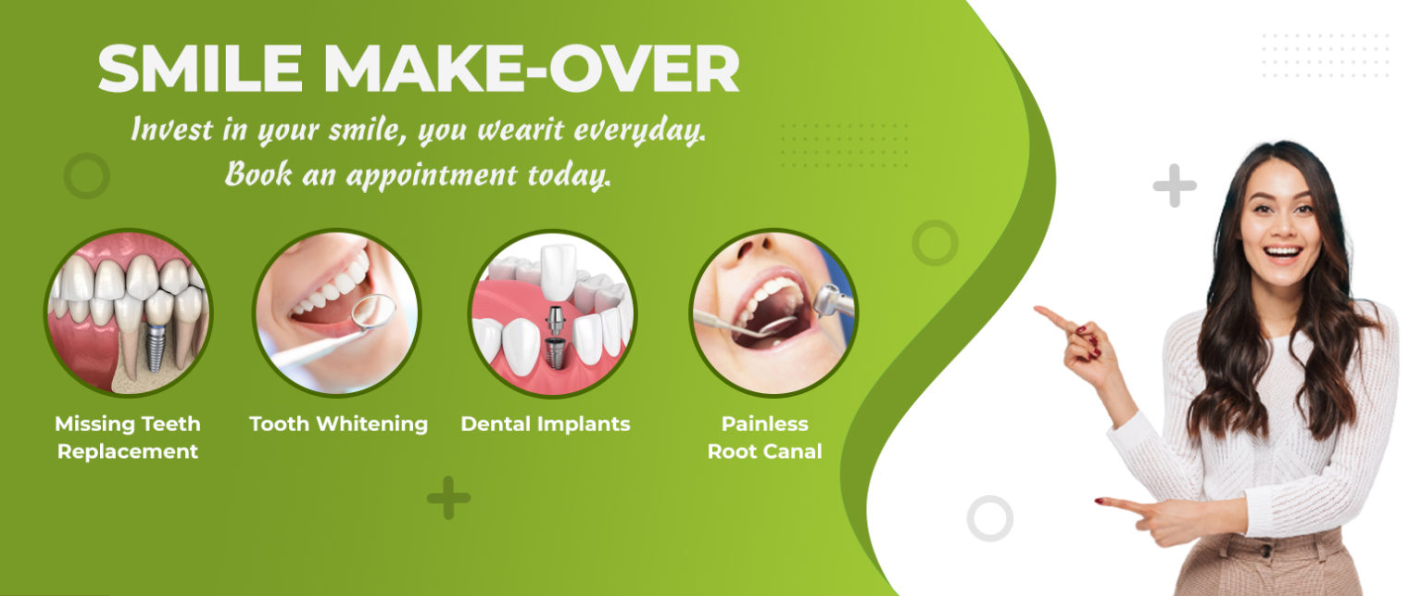 SMILE MAKE-OVER
Invest in your smile, you wearit everyday.
Book an appointment today.
Missing Teeth
Replacement
Tooth Whitening
Dental Implants
Painless
Root Canal